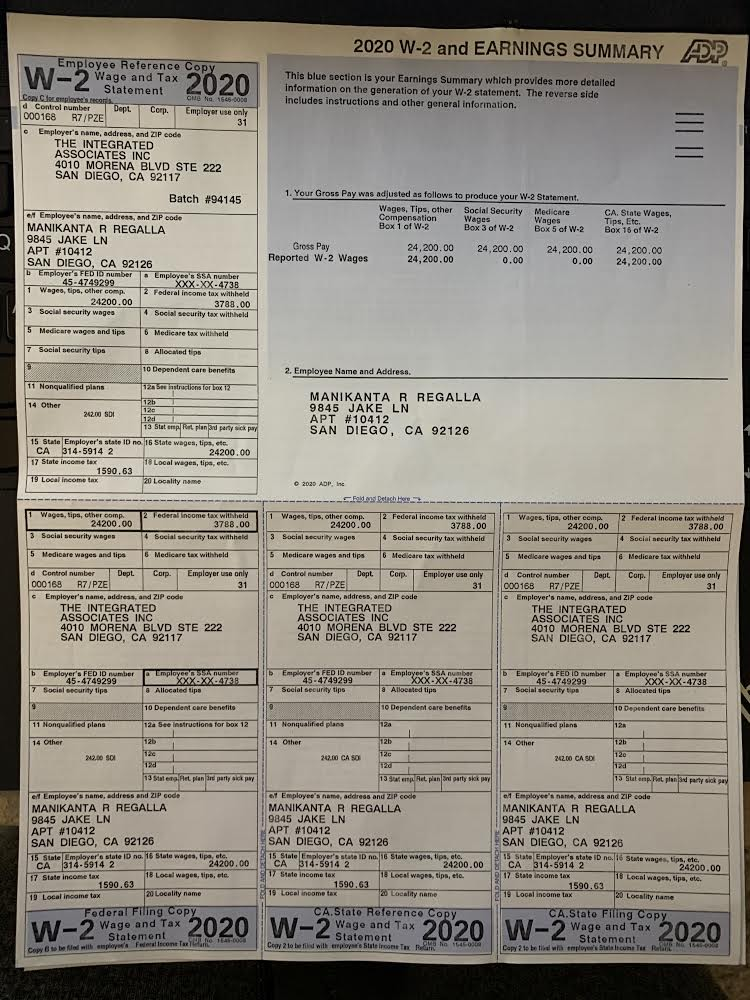 2020 W-2 and EARNINGS SUMMARY ADP
Employee Reference Copy
W-2 Wage and Tax Statement 2020
Copy C for employee's records. OMB No. 1545-0008
d Control number Dept. Corp. Employer use only
000168 R7/PZE 31
c Employer's name, address, and ZIP code
THE INTEGRATED
ASSOCIATES INC
4010 MORENA BLVD STE 222
SAN DIEGO, CA 92117
Batch #94145
e/f Employee's name, address, and ZIP code
MANIKANTA R REGALLA
9845 JAKE LN
APT #10412
SAN DIEGO, CA 92126
b Employer's FED ID number a Employee's SSA number
45-4749299 XXX-XX-4738
1 Wages, tips, other comp. 2 Federal income tax withheld
24200.00 3788.00
3 Social security wages 4 Social security tax withheld
5 Medicare wages and tips 6 Medicare tax withheld
7 Social security tips 8 Allocated tips
9 10 Dependent care benefits
11 Nonqualified plans 12a See instructions for box 12
14 Other 12b
242.00 SDI 12c
12d
13 Stat emp. Ret. plan 3rd party sick pay
15 State Employer's state ID no. 16 State wages, tips, etc.
CA 314-5914 2 24200.00
17 State income tax 18 Local wages, tips, etc.
1590.63
19 Local income tax 20 Locality name
This blue section is your Earnings Summary which provides more detailed
information on the generation of your W-2 statement. The reverse side
includes instructions and other general information.
1. Your Gross Pay was adjusted as follows to produce your W-2 Statement.
Wages, Tips, other Social Security Medicare CA. State Wages,
Compensation Wages Wages Tips, Etc.
Box 1 of W-2 Box 3 of W-2 Box 5 of W-2 Box 16 of W-2
Gross Pay 24,200.00 24,200.00 24,200.00 24,200.00
Reported W-2 Wages 24,200.00 0.00 0.00 24,200.00
2. Employee Name and Address.
MANIKANTA R REGALLA
9845 JAKE LN
APT #10412
SAN DIEGO, CA 92126
© 2020 ADP, Inc.
Fold and Detach Here
1 Wages, tips, other comp. 2 Federal income tax withheld
24200.00 3788.00
3 Social security wages 4 Social security tax withheld
5 Medicare wages and tips 6 Medicare tax withheld
d Control number Dept. Corp. Employer use only
000168 R7/PZE 31
c Employer's name, address, and ZIP code
THE INTEGRATED
ASSOCIATES INC
4010 MORENA BLVD STE 222
SAN DIEGO, CA 92117
b Employer's FED ID number a Employee's SSA number
45-4749299 XXX-XX-4738
7 Social security tips 8 Allocated tips
9 10 Dependent care benefits
11 Nonqualified plans 12a See instructions for box 12
14 Other 12b
242.00 SDI 12c
12d
13 Stat emp. Ret. plan 3rd party sick pay
e/f Employee's name, address and ZIP code
MANIKANTA R REGALLA
9845 JAKE LN
APT #10412
SAN DIEGO, CA 92126
15 State Employer's state ID no. 16 State wages, tips, etc.
CA 314-5914 2 24200.00
17 State income tax 18 Local wages, tips, etc.
1590.63
19 Local income tax 20 Locality name
Federal Filing Copy
W-2 Wage and Tax Statement 2020
OMB No. 1545-0008
Copy B to be filed with employee's Federal Income Tax Return.
FOLD AND DETACH HERE
1 Wages, tips, other comp. 2 Federal income tax withheld
24200.00 3788.00
3 Social security wages 4 Social security tax withheld
5 Medicare wages and tips 6 Medicare tax withheld
d Control number Dept. Corp. Employer use only
000168 R7/PZE 31
c Employer's name, address, and ZIP code
THE INTEGRATED
ASSOCIATES INC
4010 MORENA BLVD STE 222
SAN DIEGO, CA 92117
b Employer's FED ID number a Employee's SSA number
45-4749299 XXX-XX-4738
7 Social security tips 8 Allocated tips
9 10 Dependent care benefits
11 Nonqualified plans 12a
14 Other 12b
242.00 CA SDI 12c
12d
13 Stat emp. Ret. plan 3rd party sick pay
e/f Employee's name, address and ZIP code
MANIKANTA R REGALLA
9845 JAKE LN
APT #10412
SAN DIEGO, CA 92126
15 State Employer's state ID no. 16 State wages, tips, etc.
CA 314-5914 2 24200.00
17 State income tax 18 Local wages, tips, etc.
1590.63
19 Local income tax 20 Locality name
CA.State Reference Copy
W-2 Wage and Tax Statement 2020
OMB No. 1545-0008
Copy 2 to be filed with employee's State Income Tax Return.
FOLD AND DETACH HERE
1 Wages, tips, other comp. 2 Federal income tax withheld
24200.00 3788.00
3 Social security wages 4 Social security tax withheld
5 Medicare wages and tips 6 Medicare tax withheld
d Control number Dept. Corp. Employer use only
000168 R7/PZE 31
c Employer's name, address, and ZIP code
THE INTEGRATED
ASSOCIATES INC
4010 MORENA BLVD STE 222
SAN DIEGO, CA 92117
b Employer's FED ID number a Employee's SSA number
45-4749299 XXX-XX-4738
7 Social security tips 8 Allocated tips
9 10 Dependent care benefits
11 Nonqualified plans 12a
14 Other 12b
242.00 CA SDI 12c
12d
13 Stat emp. Ret. plan 3rd party sick pay
e/f Employee's name, address and ZIP code
MANIKANTA R REGALLA
9845 JAKE LN
APT #10412
SAN DIEGO, CA 92126
15 State Employer's state ID no. 16 State wages, tips, etc.
CA 314-5914 2 24200.00
17 State income tax 18 Local wages, tips, etc.
1590.63
19 Local income tax 20 Locality name
CA.State Filing Copy
W-2 Wage and Tax Statement 2020
OMB No. 1545-0008
Copy 2 to be filed with employee's State Income Tax Return.